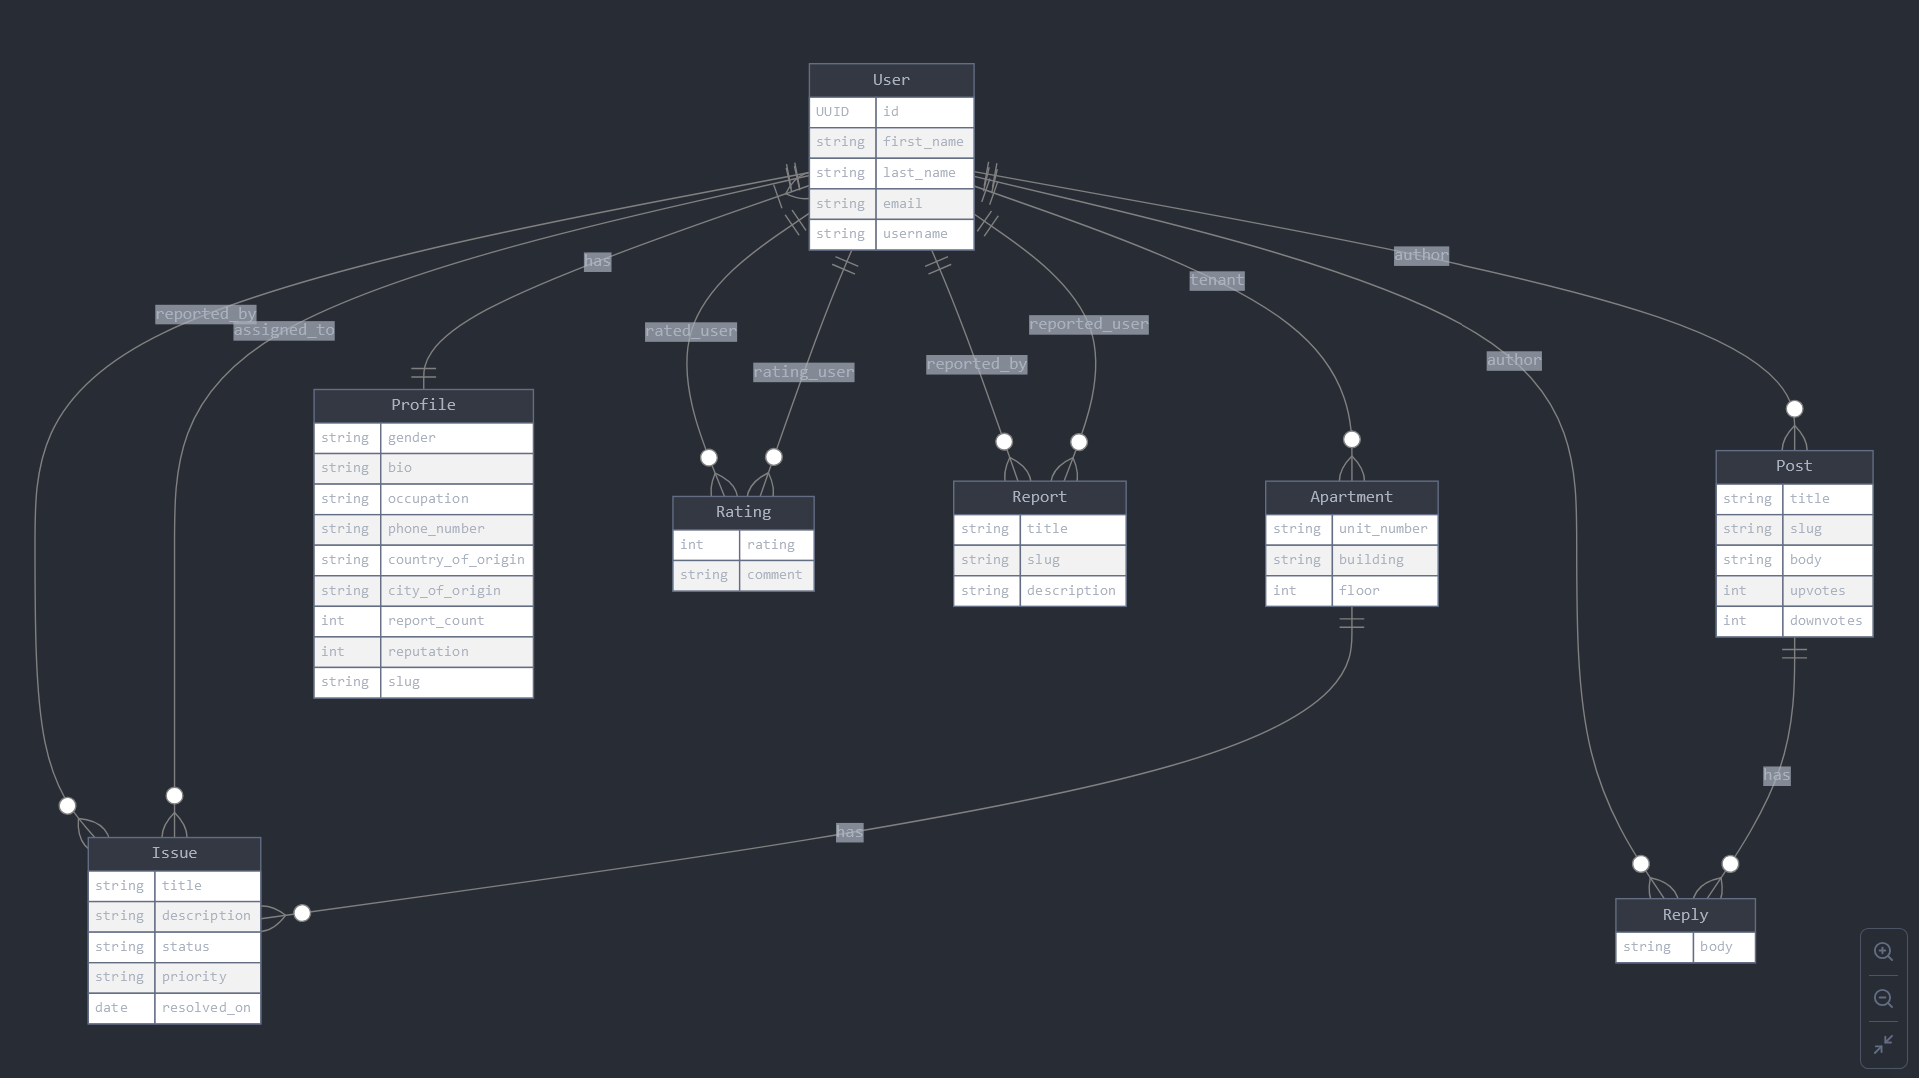 User
UUID id
string first_name
string last_name
string email
string username
author
has
tenant
reported_by
reported_user
assigned_to
rated_user
author
reported_by
rating_user
Profile
string gender
string bio
string occupation
string phone_number
string country_of_origin
string city_of_origin
int report_count
int reputation
string slug
Rating
int rating
string comment
Report
string title
string slug
string description
Apartment
string unit_number
string building
int floor
Post
string title
string slug
string body
int upvotes
int downvotes
has
has
Issue
string title
string description
string status
string priority
date resolved_on
Reply
string body